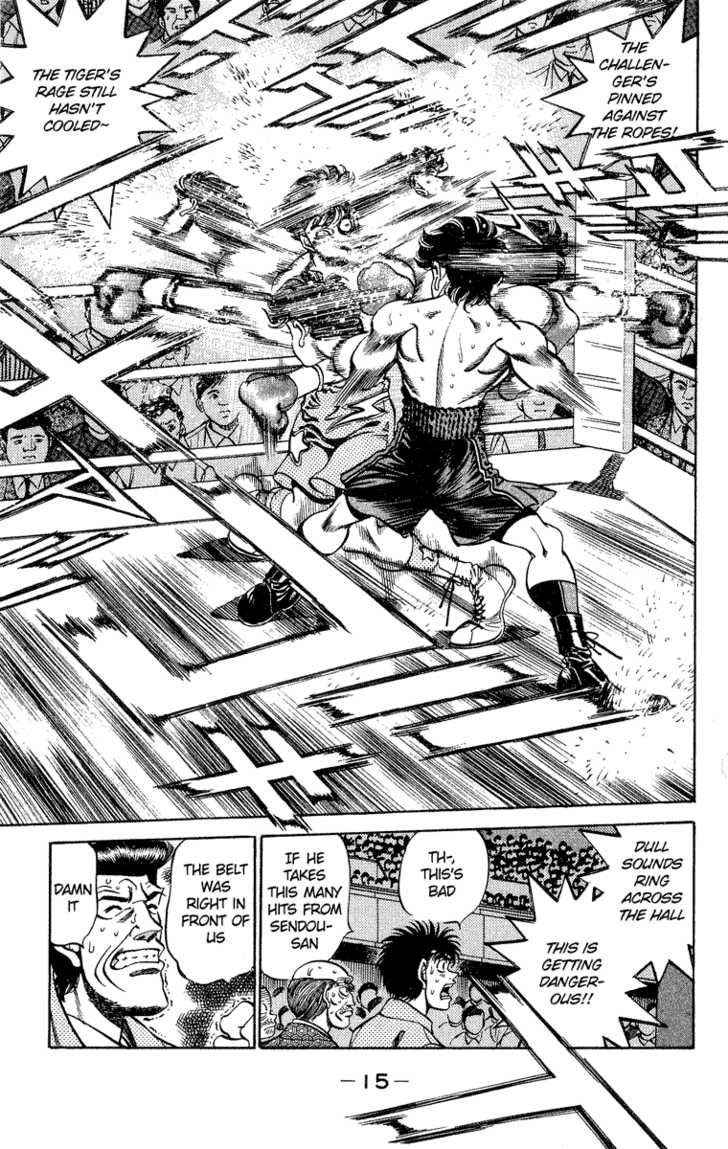 THE
CHALLEN-
GER'S
PINNED
AGAINST
THE ROPES!
THE TIGER'S
RAGE STILL
HASN'T
COOLED~
DULL
SOUNDS
RING
ACROSS
THE HALL
THIS IS
GETTING
DANGER-
OUS!!
TH-,
THIS'S
BAD
IF HE
TAKES
THIS MANY
HITS FROM
SENDOU-
SAN
THE BELT
WAS
RIGHT IN
FRONT OF
US
DAMN
IT
-15-